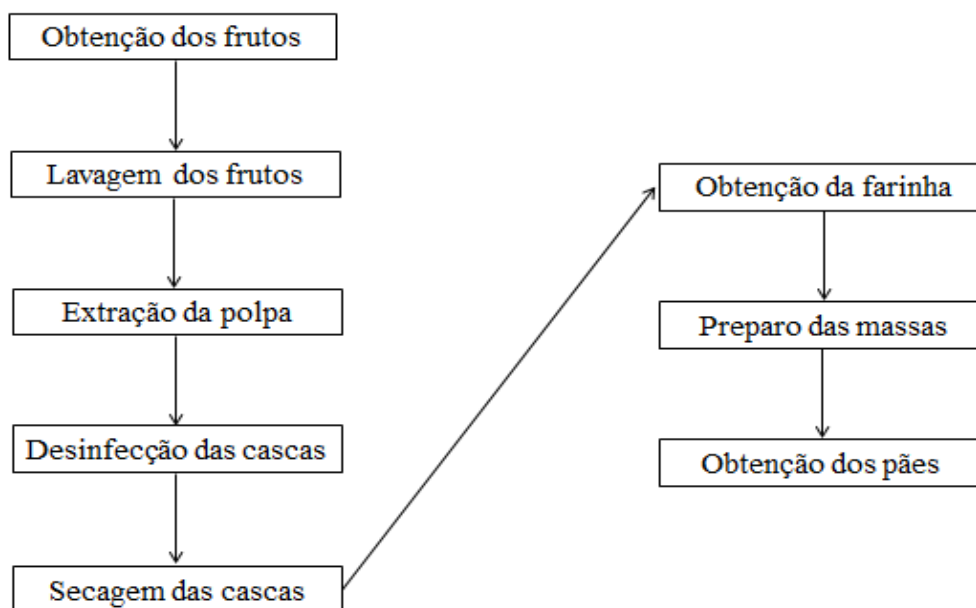 Obtenção dos frutos
Lavagem dos frutos
Extração da polpa
Desinfecção das cascas
Secagem das cascas
Obtenção da farinha
Preparo das massas
Obtenção dos pães